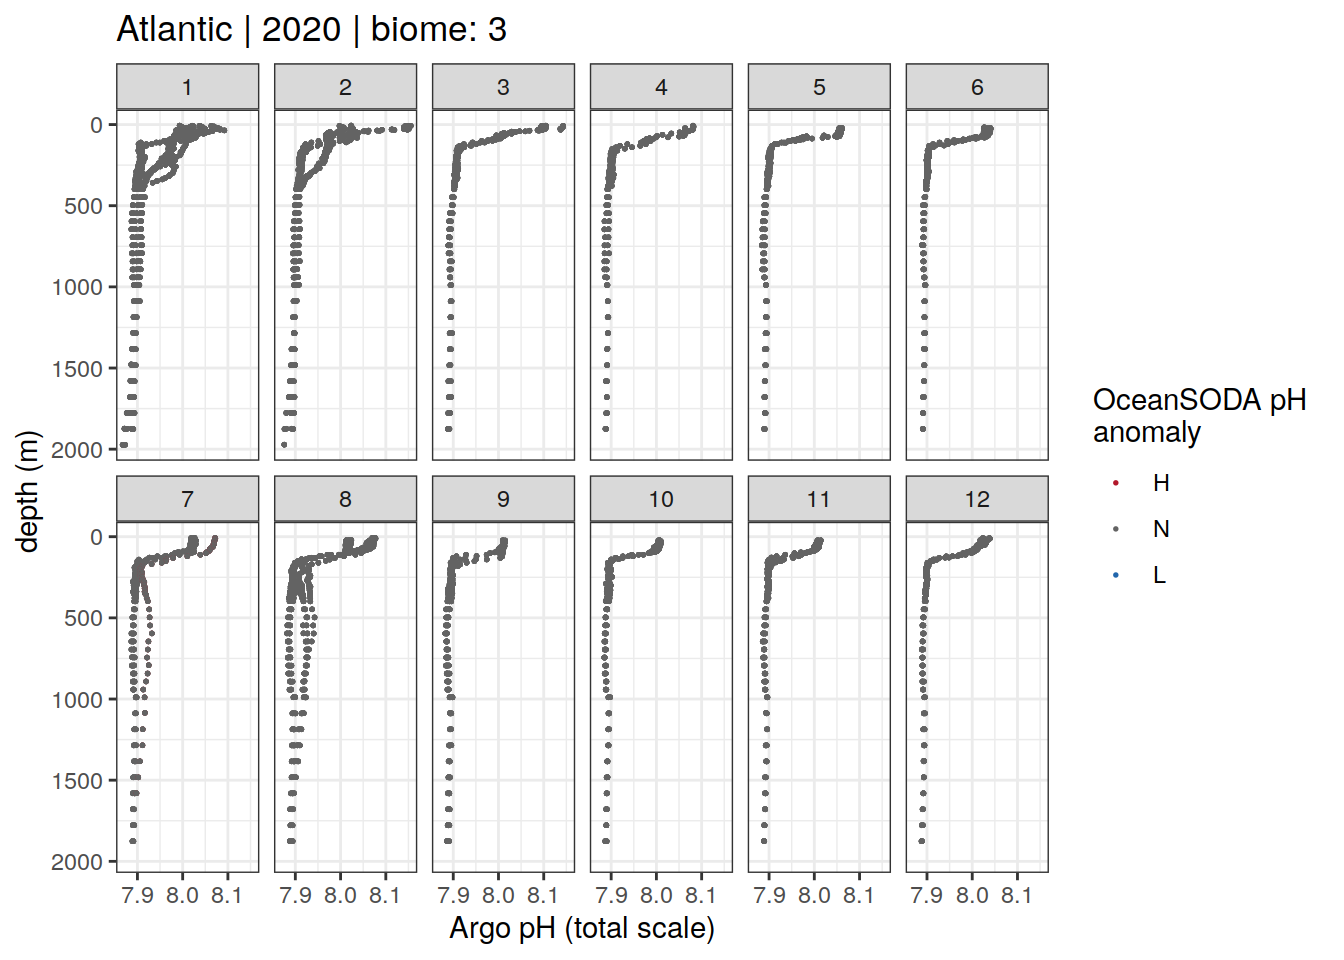 Atlantic | 2020 | biome: 3
1 2 3 4 5 6
0
500
1000
1500
2000
7 8 9 10 11 12
0
500
1000
1500
2000
7.9 8.0 8.1 7.9 8.0 8.1 7.9 8.0 8.1 7.9 8.0 8.1 7.9 8.0 8.1 7.9 8.0 8.1
Argo pH (total scale)
depth (m)
OceanSODA pH
anomaly
H
N
L